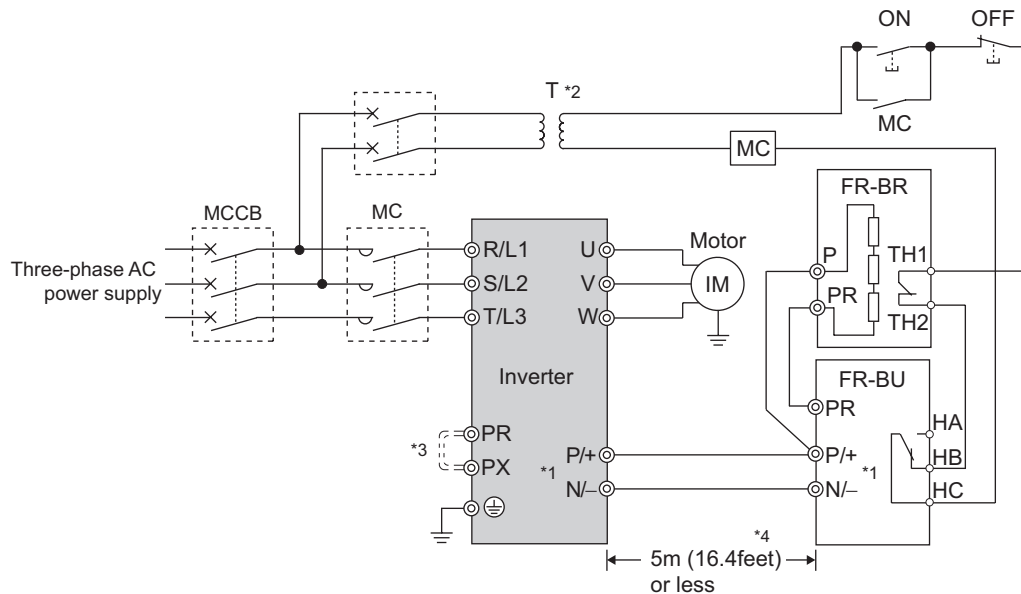 ON OFF
T *2
MC
MC
FR-BR
MCCB MC
R/L1 U Motor P TH1
Three-phase AC
power supply
S/L2 V IM
PR
T/L3 W TH2
Inverter FR-BU
PR HA
*3 PR
PX *1 P/+ P/+ *1 HB
N/– N/– HC
*4
5m (16.4feet)
or less